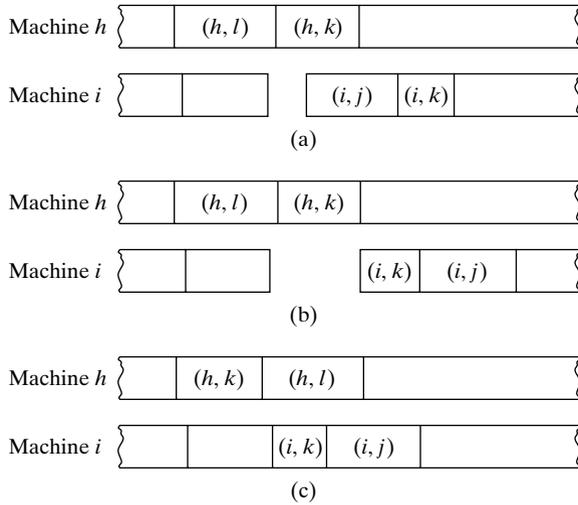 Machine h (h, l) (h, k)
Machine i (i, j) (i, k)
(a)
Machine h (h, l) (h, k)
Machine i (i, k) (i, j)
(b)
Machine h (h, k) (h, l)
Machine i (i, k) (i, j)
(c)